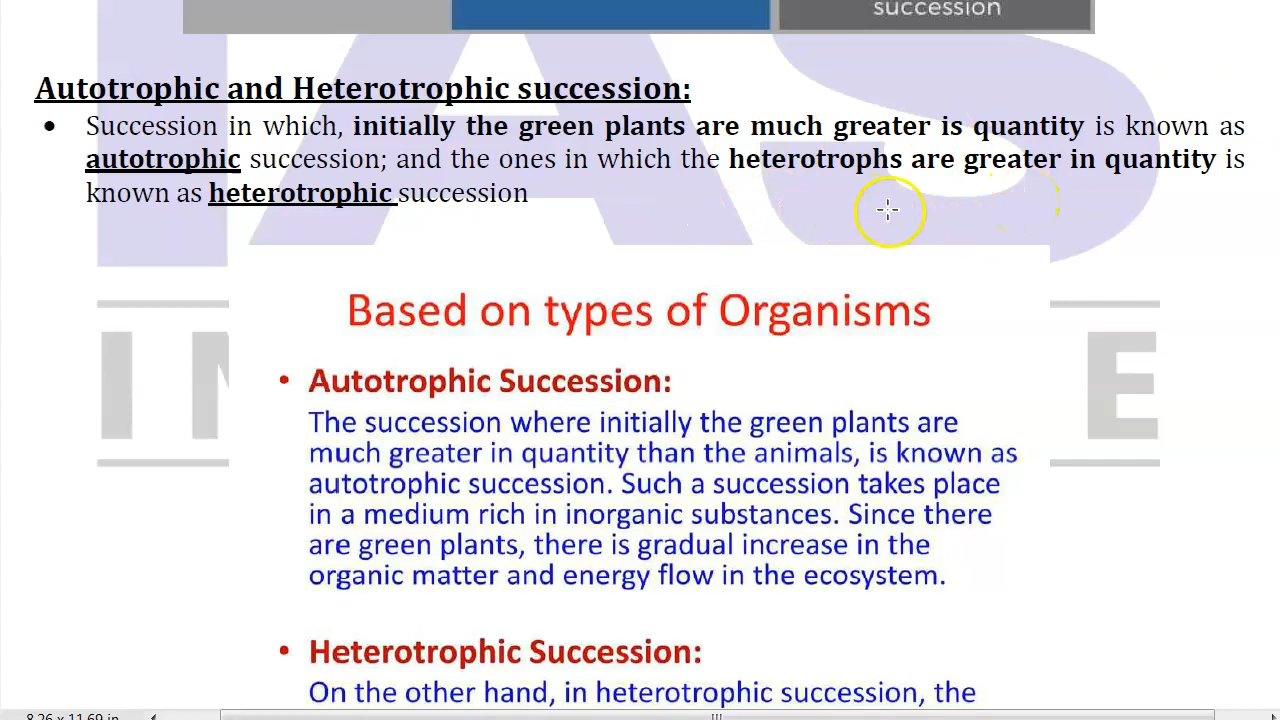 succession
Autotrophic and Heterotrophic succession:
• Succession in which, initially the green plants are much greater is quantity is known as
autotrophic succession; and the ones in which the heterotrophs are greater in quantity is
known as heterotrophic succession
Based on types of Organisms
• Autotrophic Succession:
The succession where initially the green plants are
much greater in quantity than the animals, is known as
autotrophic succession. Such a succession takes place
in a medium rich in inorganic substances. Since there
are green plants, there is gradual increase in the
organic matter and energy flow in the ecosystem.
• Heterotrophic Succession:
On the other hand, in heterotrophic succession, the
8.26 x 11.69 in